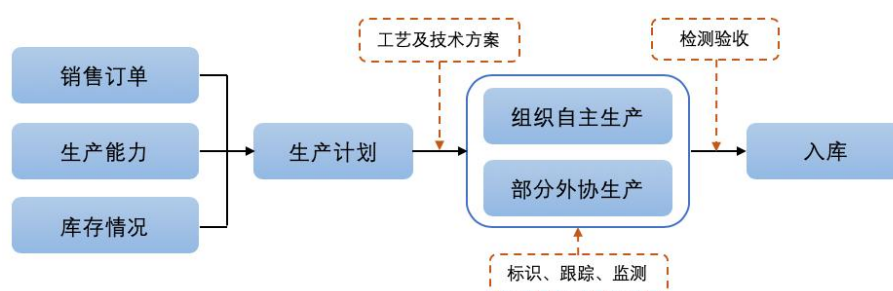 工艺及技术方案
检测验收
销售订单
组织自主生产
生产能力
生产计划
入库
部分外协生产
库存情况
标识、跟踪、监测